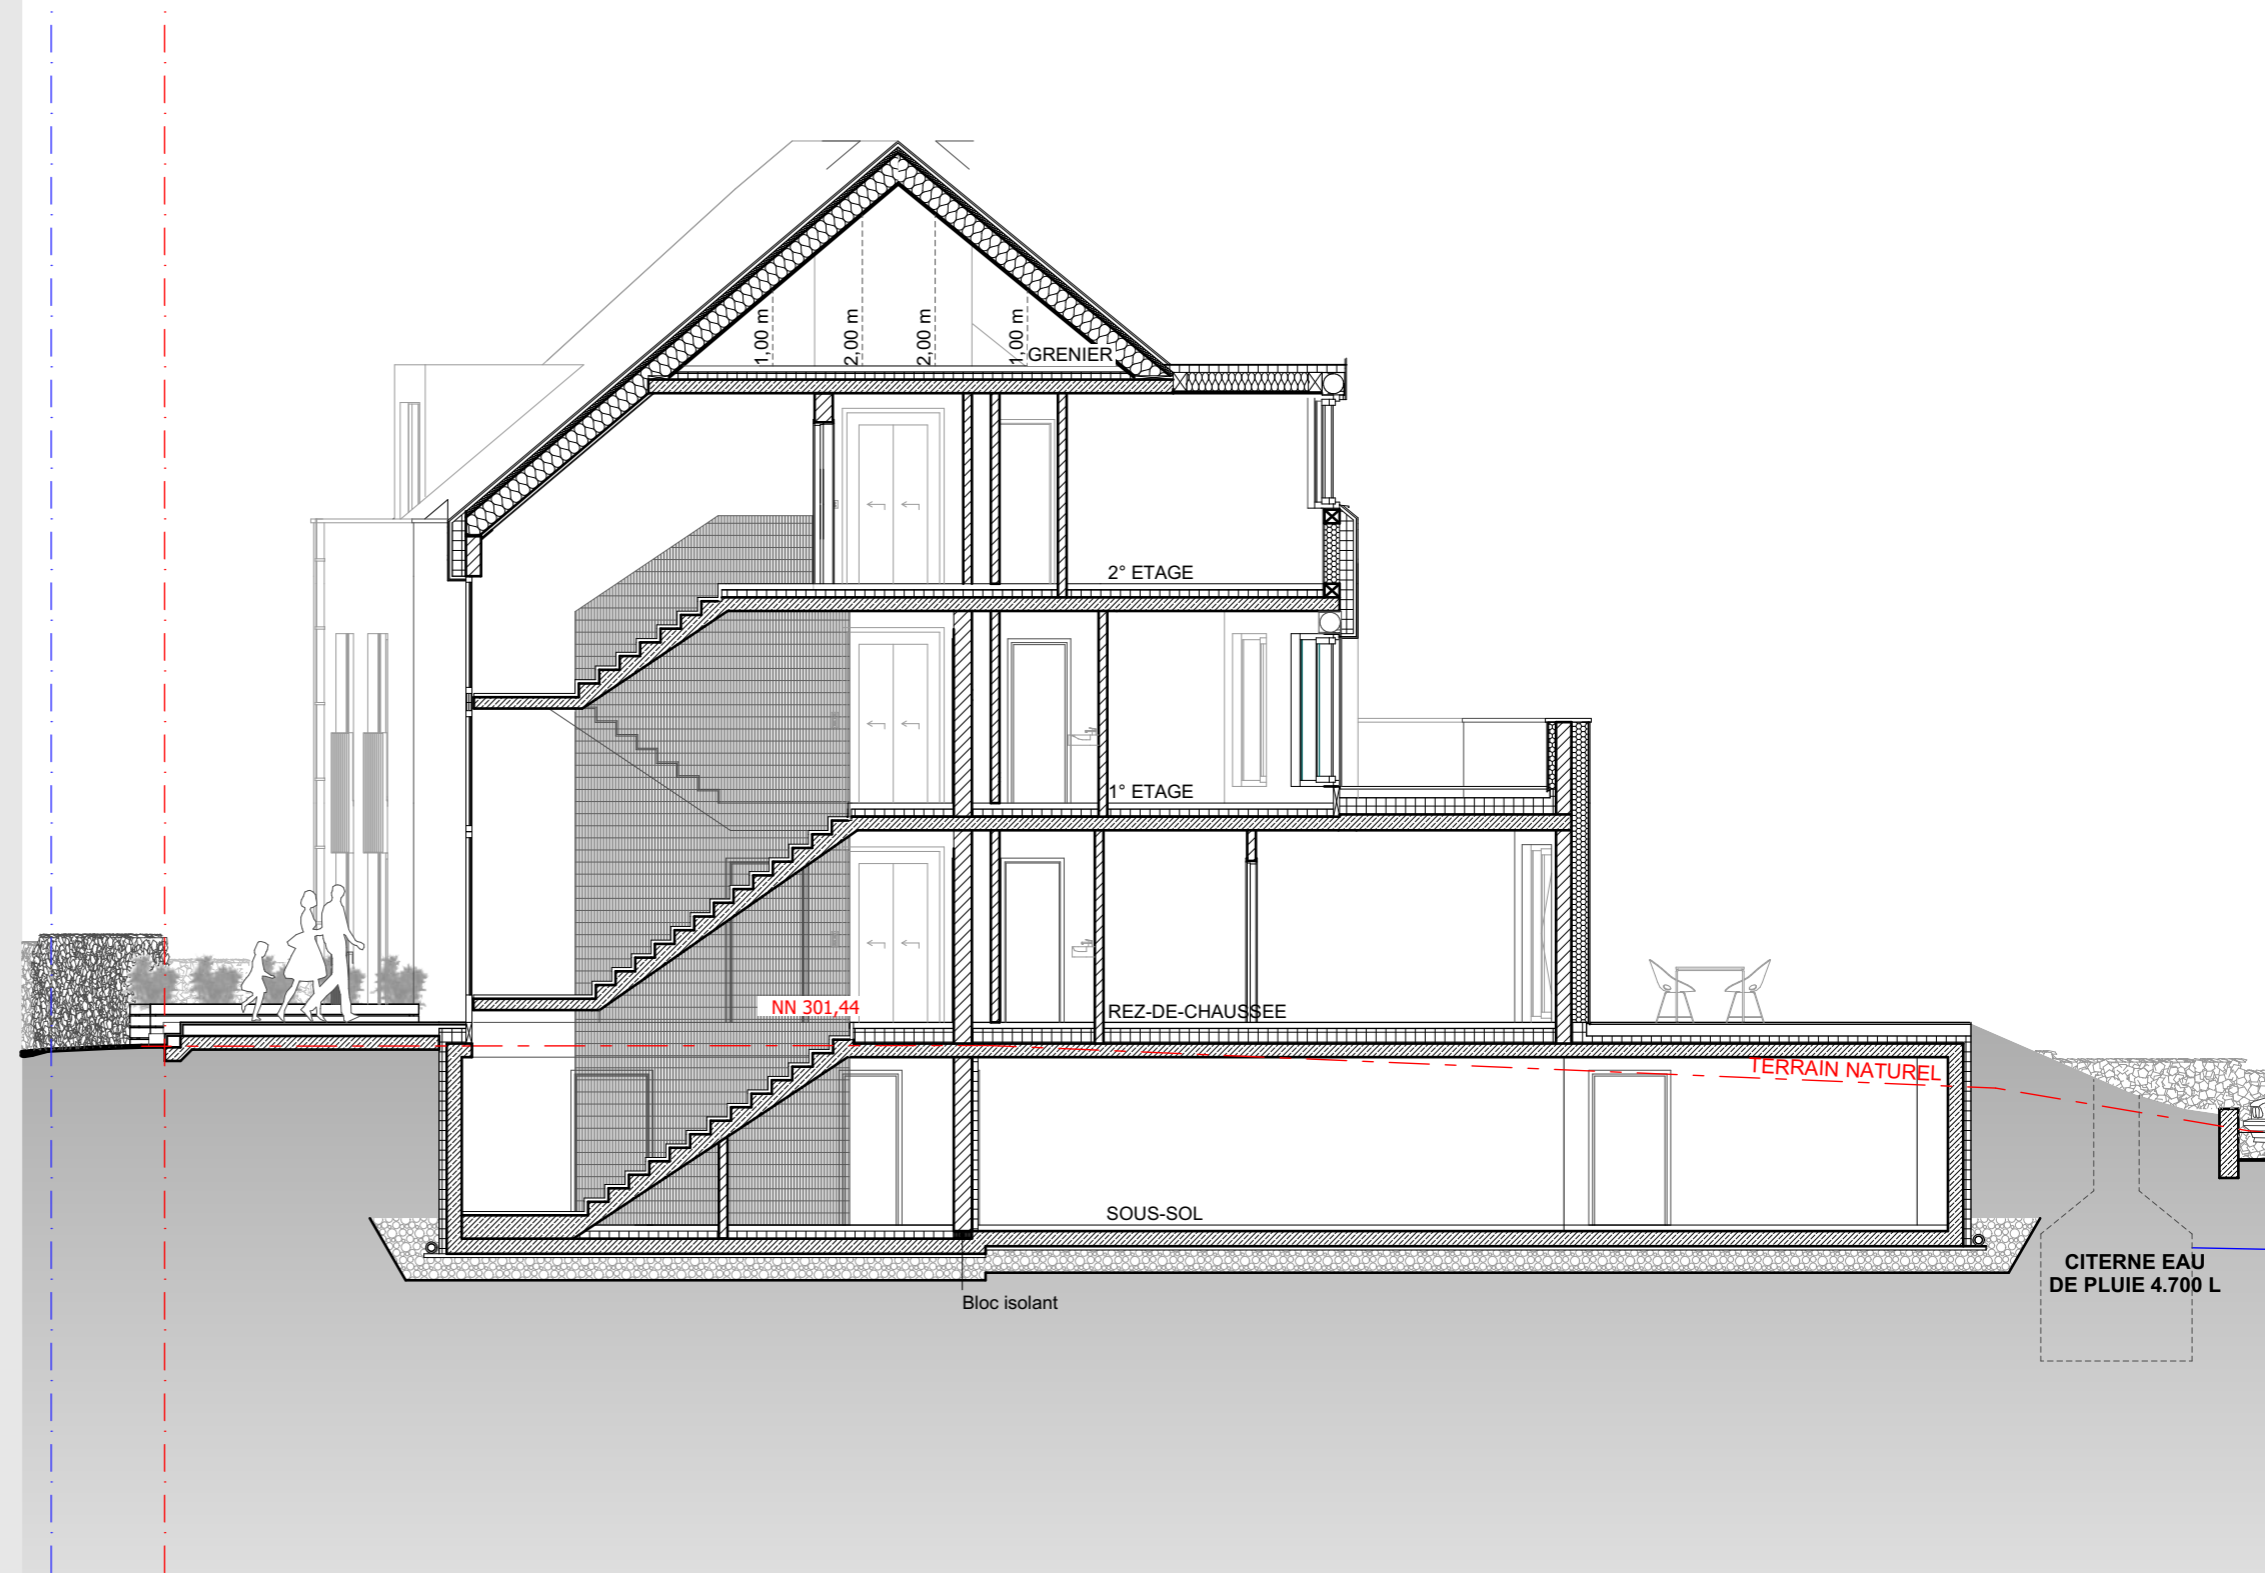 1,00 m
2,00 m
2,00 m
1,00 m
GRENIER
2° ETAGE
1° ETAGE
NN 301,44
REZ-DE-CHAUSSEE
TERRAIN NATUREL
SOUS-SOL
CITERNE EAU
DE PLUIE 4.700 L
Bloc isolant